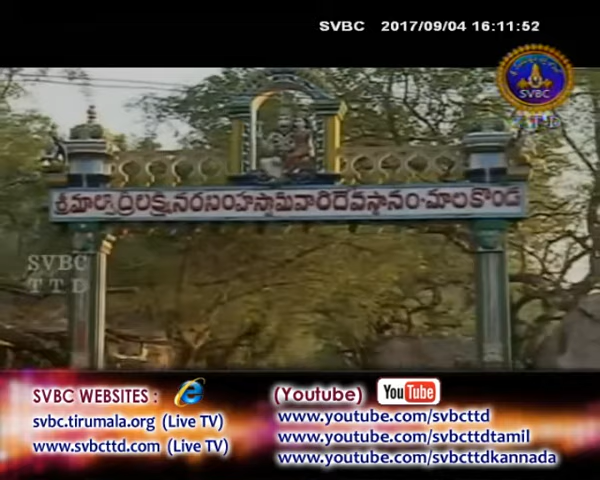 SVBC 2017/09/04 16:11:52
SVBC
T T D
శ్రీమాల్యాద్రిలక్ష్మీనరసింహస్వామివారిదేవస్థానం-మాలకొండ
SVBC
T T D
SVBC WEBSITES :
svbc.tirumala.org (Live TV)
www.svbcttd.com (Live TV)
(Youtube) YouTube
www.youtube.com/svbcttd
www.youtube.com/svbcttdtamil
www.youtube.com/svbcttdkannada